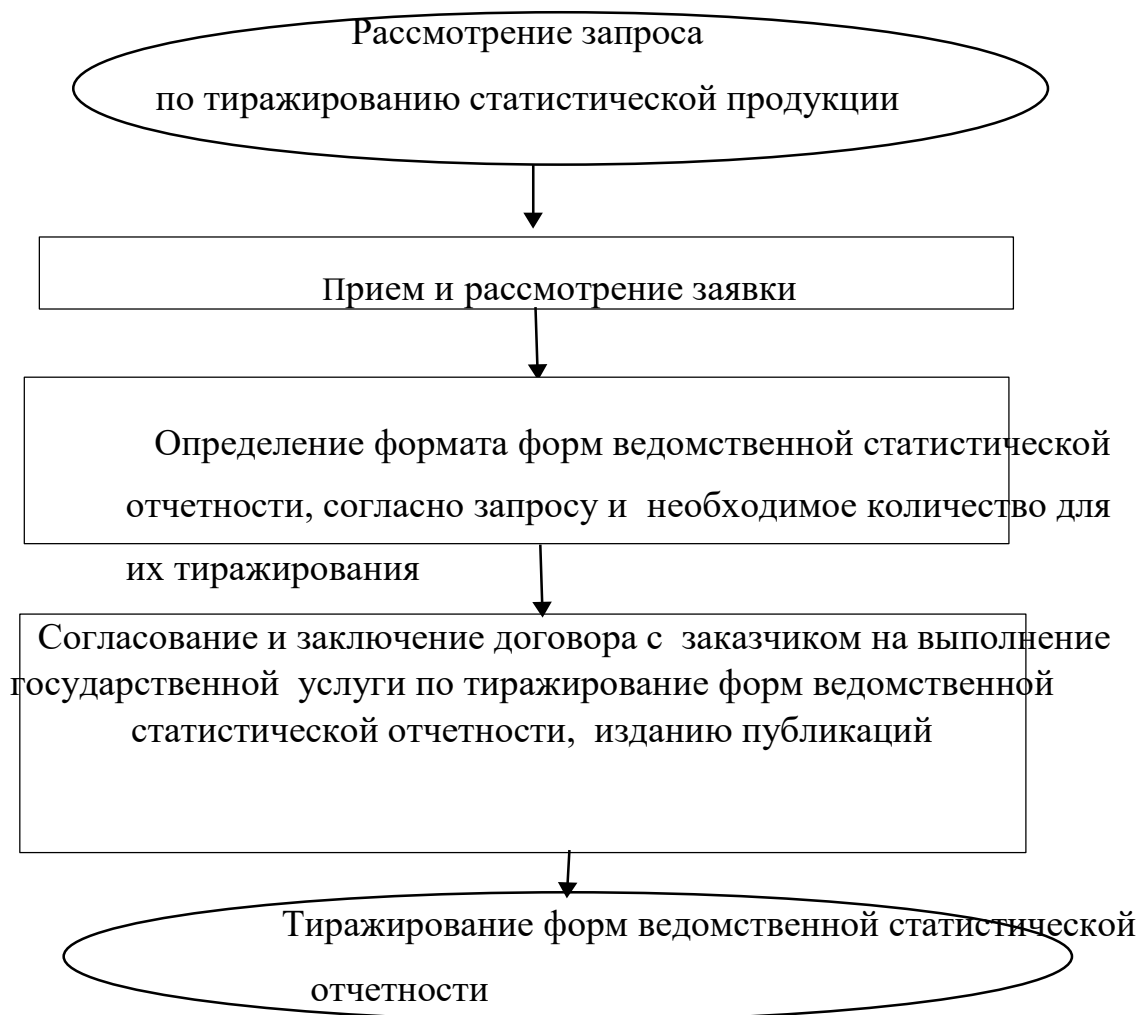 Рассмотрение запроса
по тиражированию статистической продукции
Прием и рассмотрение заявки
Определение формата форм ведомственной статистической
отчетности, согласно запросу и необходимое количество для
их тиражирования
Согласование и заключение договора с заказчиком на выполнение
государственной услуги по тиражирование форм ведомственной
статистической отчетности, изданию публикаций
Тиражирование форм ведомственной статистической
отчетности